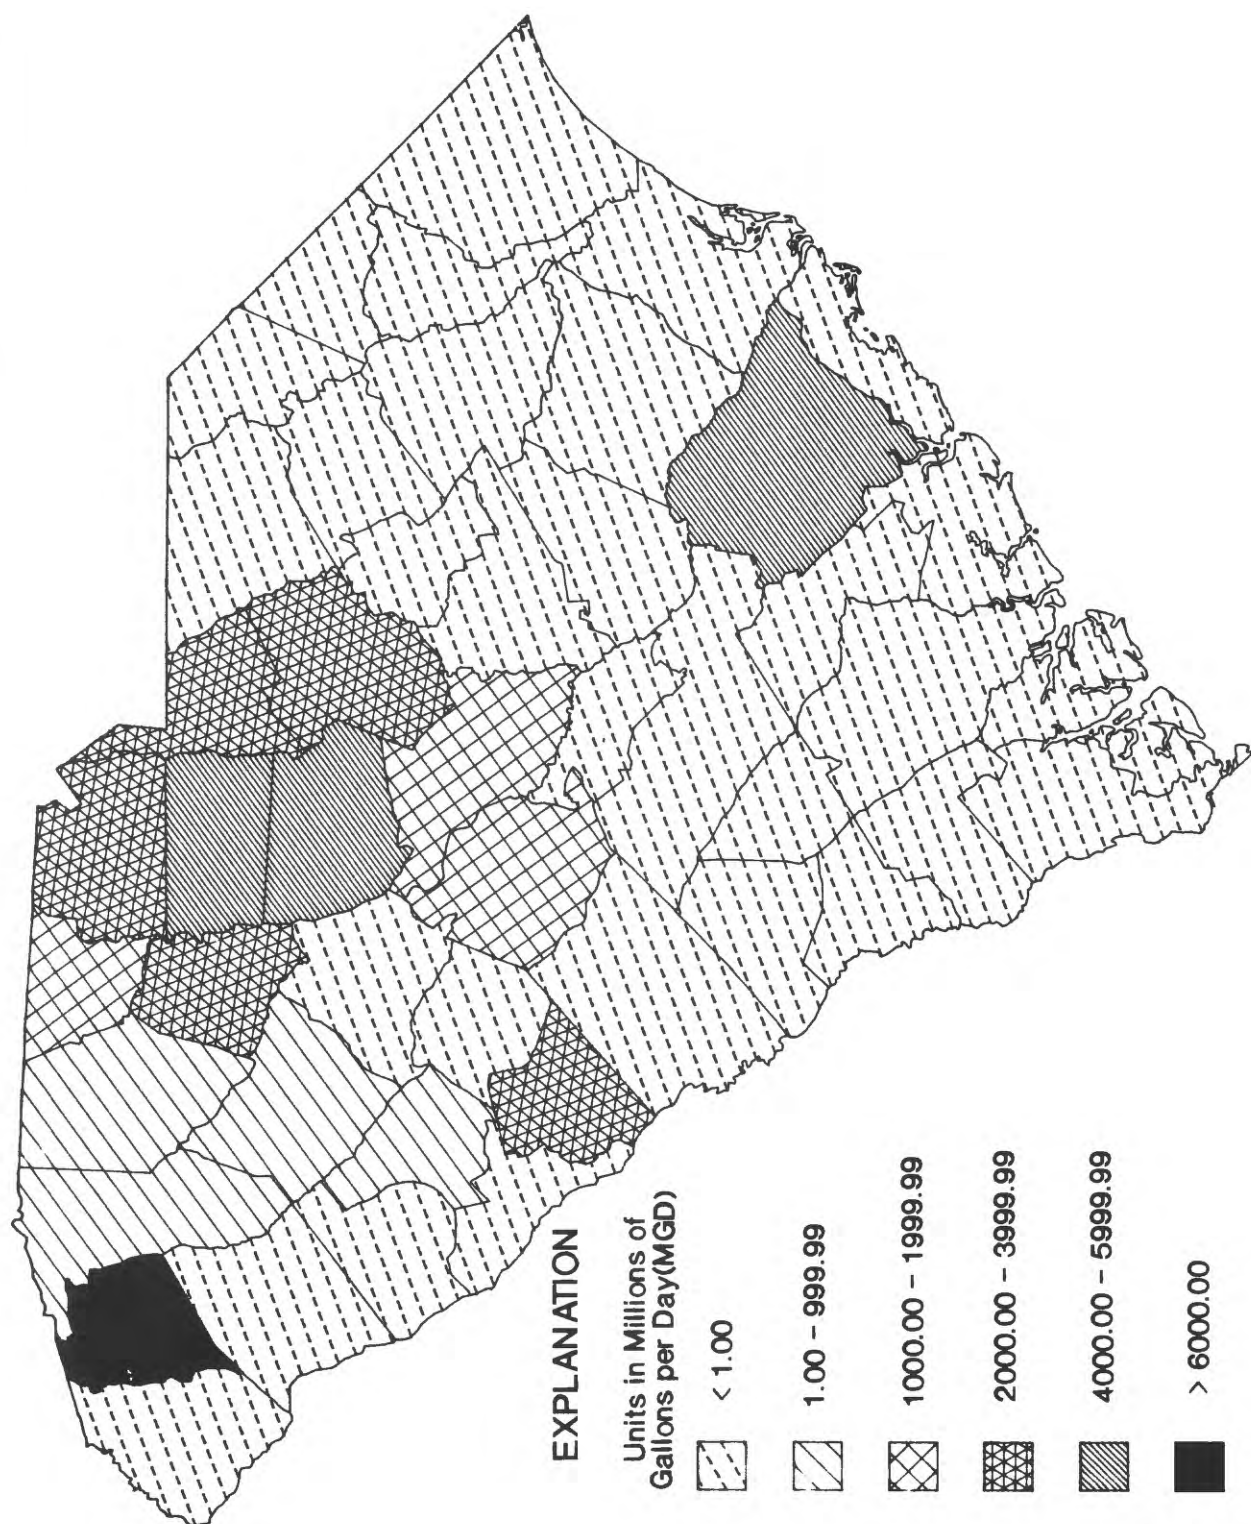 EXPLANATION
Units in Millions of
Gallons per Day(MGD)
< 1.00
1.00 - 999.99
1000.00 - 1999.99
2000.00 - 3999.99
4000.00 - 5999.99
> 6000.00